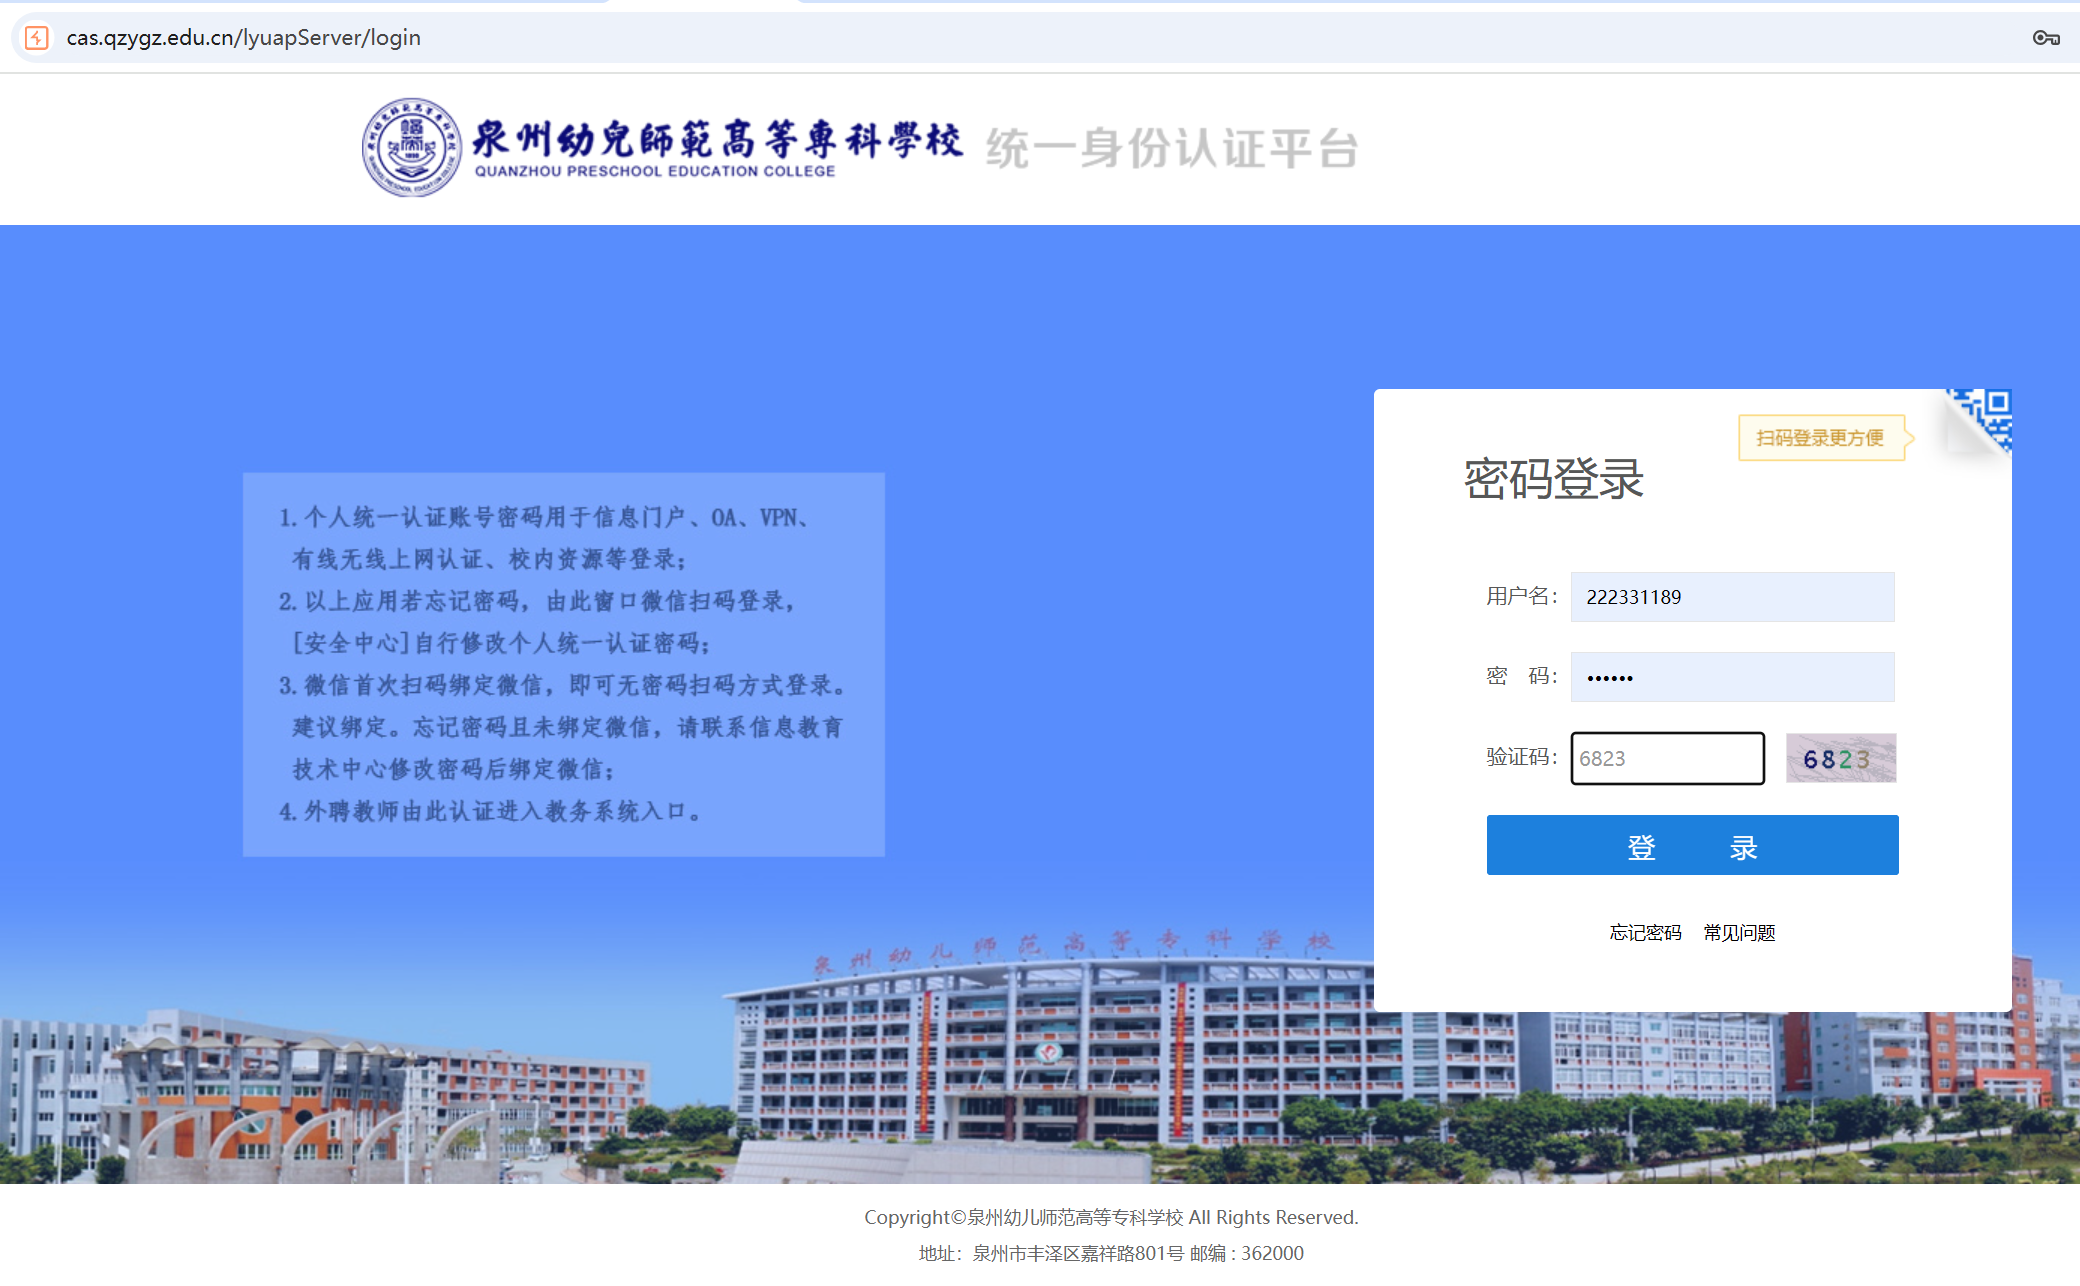 cas.qzygz.edu.cn/lyuapServer/login
泉州幼兒師範高等專科學校 统一身份认证平台
QUANZHOU PRESCHOOL EDUCATION COLLEGE
扫码登录更方便
密码登录
1.个人统一认证账号密码用于信息门户、OA、VPN、
有线无线上网认证、校内资源等登录；
2.以上应用若忘记密码，由此窗口微信扫码登录，
[安全中心]自行修改个人统一认证密码；
3.微信首次扫码绑定微信，即可无密码扫码方式登录。
建议绑定。忘记密码且未绑定微信，请联系信息教育
技术中心修改密码后绑定微信；
4.外聘教师由此认证进入教务系统入口。
用户名： 222331189
密 码： ••••••
验证码： 6823 6823
登 录
忘记密码 常见问题
泉州幼儿师范高等专科学校
Copyright©泉州幼儿师范高等专科学校 All Rights Reserved.
地址：泉州市丰泽区嘉祥路801号 邮编 : 362000